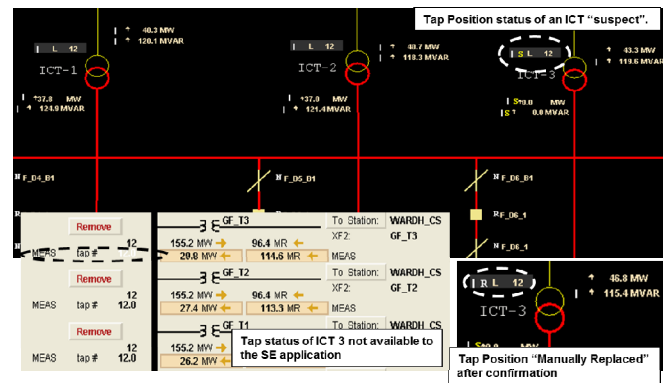 Tap Position status of an ICT “suspect”.
40.3 MW
120.1 MVAR
L 12
ICT-1
37.8 MW
124.9 MVAR
L 12
ICT-2
40.7 MW
118.3 MVAR
37.0 MW
121.4 MVAR
S L 12
ICT-3
43.3 MW
119.6 MVAR
S 0.0 MW
S 0.0 MVAR
N F_D4_B1
N F_D5_B1
N F_D6_B1
R F_D6_1
N F_D6_1
Remove
12
MEAS tap #
GF_T3
To Station: WARDH_CS
XF2: GF_T3
155.2 MW 96.4 MR
29.8 MW 114.6 MR MEAS
Remove
12
MEAS tap # 12.0
GF_T2
To Station: WARDH_CS
XF2: GF_T2
155.2 MW 96.4 MR
27.4 MW 113.3 MR MEAS
Remove
12
MEAS tap # 12.0
GF_T1
To Station: WARDH_CS
155.2 MW
26.2 MW
Tap status of ICT 3 not available to
the SE application
R L 12
ICT-3
46.8 MW
115.4 MVAR
Tap Position “Manually Replaced”
after confirmation